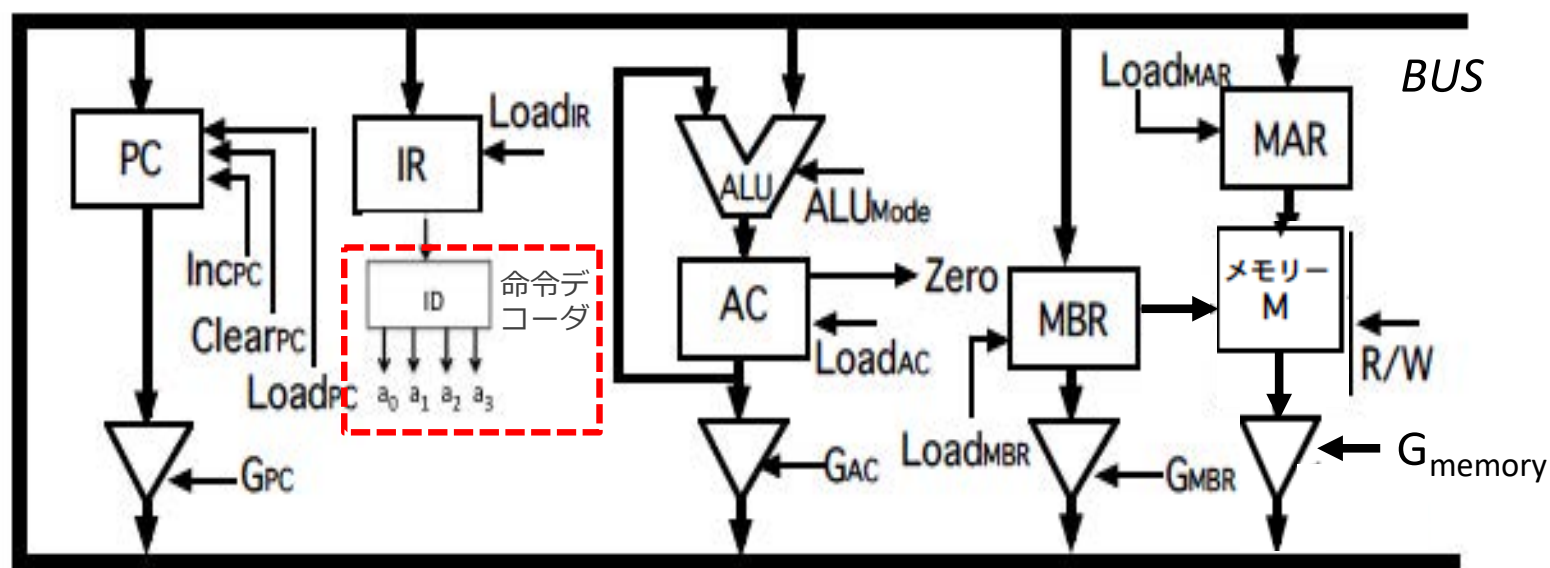 BUS
LoadMAR
PC
IR
LoadIR
ALU
ALUMode
MAR
IncPC
ClearPC
LoadPC
ID
命令デ
コーダ
a0 a1 a2 a3
AC
Zero
LoadAC
MBR
メモリー
M
R/W
LoadMBR
GPC
GAC
GMBR
Gmemory